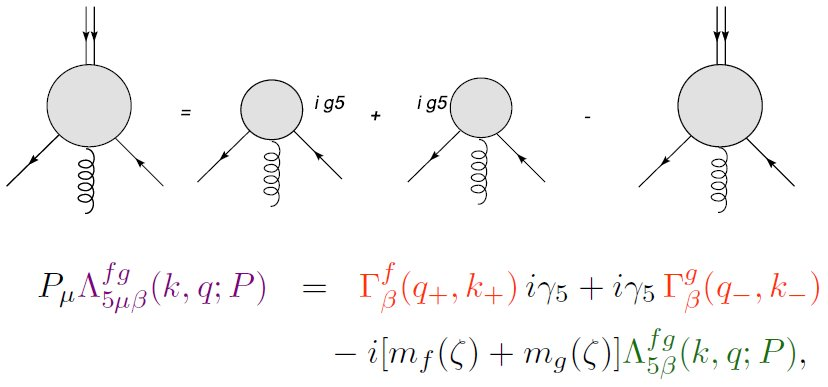 = i g5 + i g5 -
P_μ Λ^{fg}_{5μβ}(k, q; P) = Γ^f_β(q_+, k_+) iγ_5 + iγ_5 Γ^g_β(q_-, k_-)
− i[m_f(ζ) + m_g(ζ)]Λ^{fg}_{5β}(k, q; P),